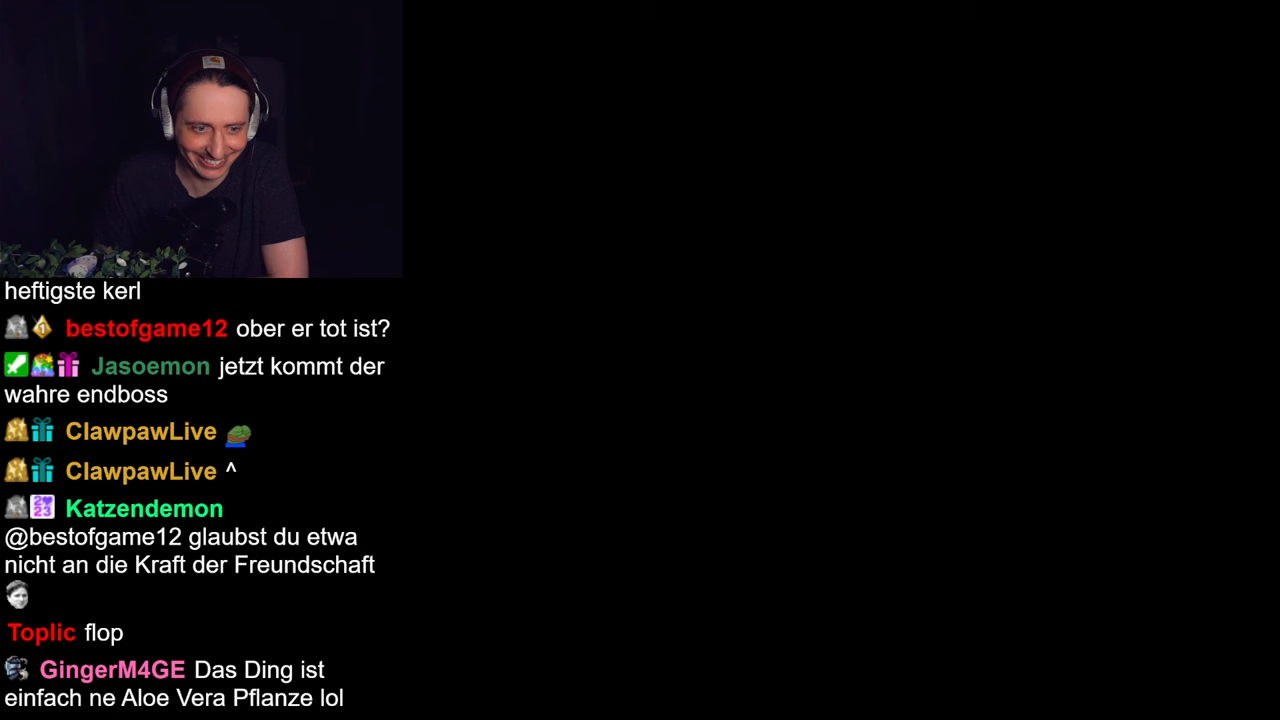 heftigste kerl
bestofgame12 ober er tot ist?
Jasoemon jetzt kommt der
wahre endboss
ClawpawLive
ClawpawLive ^
Katzendemon
@bestofgame12 glaubst du etwa
nicht an die Kraft der Freundschaft
Toplic flop
GingerM4GE Das Ding ist
einfach ne Aloe Vera Pflanze lol